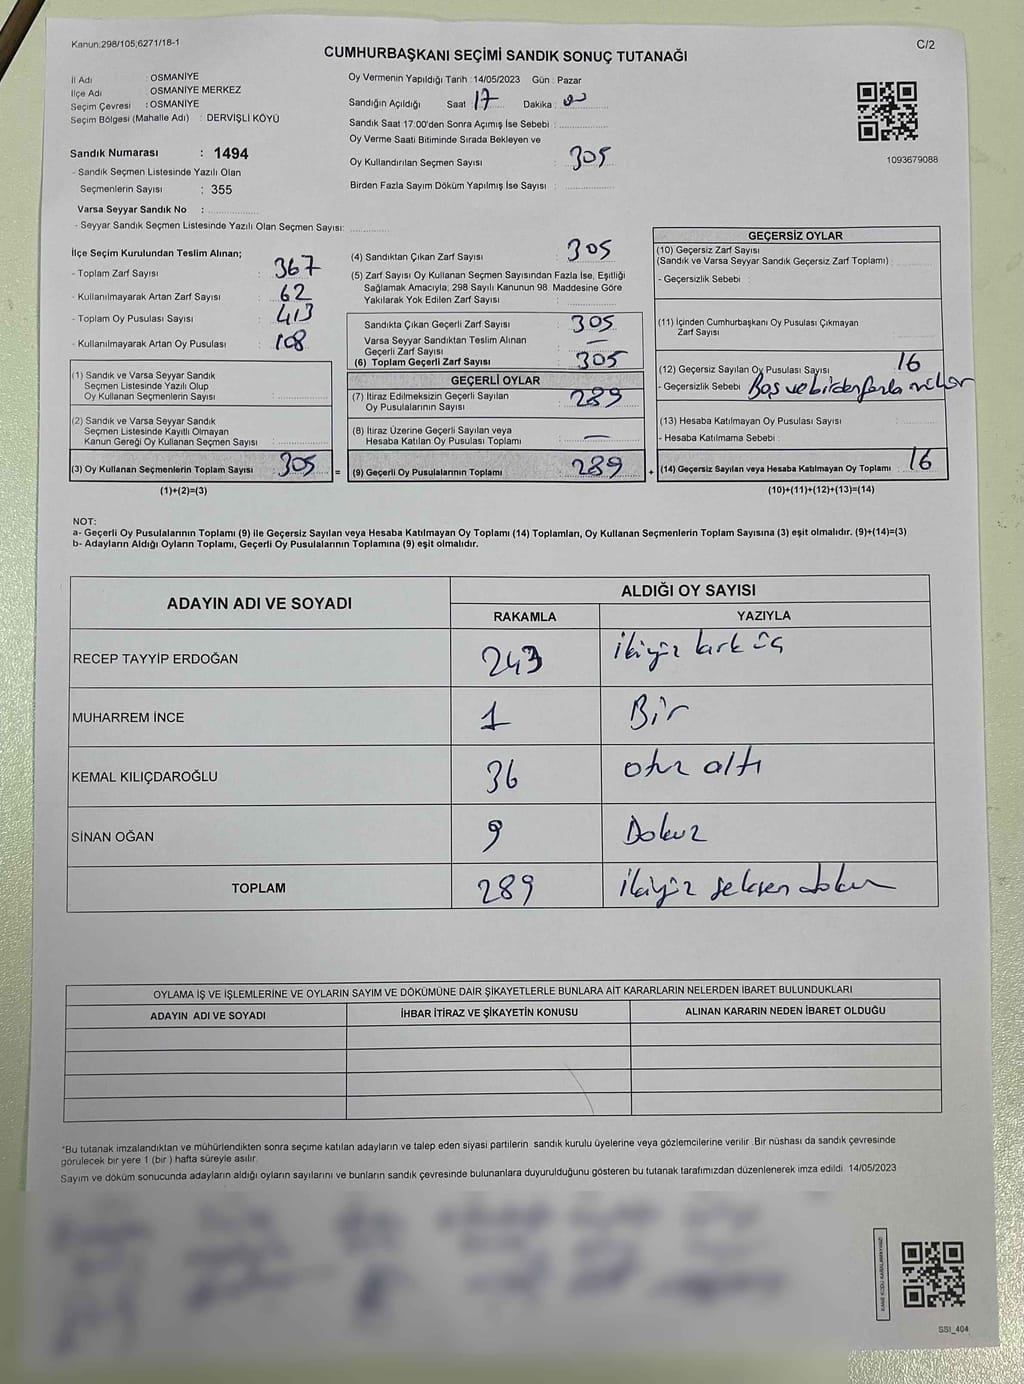 Kanun:298/105,6271/18-1
C/2
CUMHURBAŞKANI SEÇİMİ SANDIK SONUÇ TUTANAĞI
İl Adı : OSMANİYE
İlçe Adı : OSMANİYE MERKEZ
Seçim Çevresi : OSMANİYE
Seçim Bölgesi (Mahalle Adı) : DERVİŞLİ KÖYÜ
Sandık Numarası : 1494
- Sandık Seçmen Listesinde Yazılı Olan
Seçmenlerin Sayısı : 355
Varsa Seyyar Sandık No :
- Seyyar Sandık Seçmen Listesinde Yazılı Olan Seçmen Sayısı:
Oy Vermenin Yapıldığı Tarih : 14/05/2023 Gün : Pazar
Sandığın Açıldığı Saat 17 Dakika : 00
Sandık Saat 17:00'den Sonra Açılmış İse Sebebi :
Oy Verme Saati Bitiminde Sırada Bekleyen ve
Oy Kullandırılan Seçmen Sayısı : 305
Birden Fazla Sayım Döküm Yapılmış İse Sayısı :
1093679088
İlçe Seçim Kurulundan Teslim Alınan;
- Toplam Zarf Sayısı : 367
- Kullanılmayarak Artan Zarf Sayısı : 62
- Toplam Oy Pusulası Sayısı : 413
- Kullanılmayarak Artan Oy Pusulası : 108
(1) Sandık ve Varsa Seyyar Sandık
Seçmen Listesinde Yazılı Olup
Oy Kullanan Seçmenlerin Sayısı :
(2) Sandık ve Varsa Seyyar Sandık
Seçmen Listesinde Kayıtlı Olmayan
Kanun Gereği Oy Kullanan Seçmen Sayısı :
(3) Oy Kullanan Seçmenlerin Toplam Sayısı : 305 =
(1)+(2)=(3)
(4) Sandıktan Çıkan Zarf Sayısı : 305
(5) Zarf Sayısı Oy Kullanan Seçmen Sayısından Fazla İse, Eşitliği
Sağlamak Amacıyla, 298 Sayılı Kanunun 98. Maddesine Göre
Yakılarak Yok Edilen Zarf Sayısı :
Sandıkta Çıkan Geçerli Zarf Sayısı : 305
Varsa Seyyar Sandıktan Teslim Alınan
Geçerli Zarf Sayısı : —
(6) Toplam Geçerli Zarf Sayısı : 305
GEÇERLİ OYLAR
(7) İtiraz Edilmeksizin Geçerli Sayılan
Oy Pusulalarının Sayısı : 289
(8) İtiraz Üzerine Geçerli Sayılan veya
Hesaba Katılan Oy Pusulası Toplamı : —
(9) Geçerli Oy Pusulalarının Toplamı : 289 +
GEÇERSİZ OYLAR
(10) Geçersiz Zarf Sayısı
(Sandık ve Varsa Seyyar Sandık Geçersiz Zarf Toplamı) :
- Geçersizlik Sebebi :
(11) İçinden Cumhurbaşkanı Oy Pusulası Çıkmayan
Zarf Sayısı :
(12) Geçersiz Sayılan Oy Pusulası Sayısı : 16
- Geçersizlik Sebebi : Boş ve birden fazla mühür
(13) Hesaba Katılmayan Oy Pusulası Sayısı :
- Hesaba Katılmama Sebebi :
(14) Geçersiz Sayılan veya Hesaba Katılmayan Oy Toplamı : 16
(10)+(11)+(12)+(13)=(14)
NOT:
a- Geçerli Oy Pusulalarının Toplamı (9) ile Geçersiz Sayılan veya Hesaba Katılmayan Oy Toplamı (14) Toplamları, Oy Kullanan Seçmenlerin Toplam Sayısına (3) eşit olmalıdır. (9)+(14)=(3)
b- Adayların Aldığı Oyların Toplamı, Geçerli Oy Pusulalarının Toplamına (9) eşit olmalıdır.
ADAYIN ADI VE SOYADI
ALDIĞI OY SAYISI
RAKAMLA YAZIYLA
RECEP TAYYİP ERDOĞAN 243 ikiyüz kırk üç
MUHARREM İNCE 1 Bir
KEMAL KILIÇDAROĞLU 36 otuz altı
SİNAN OĞAN 9 Dokuz
TOPLAM 289 ikiyüz seksen dokuz
OYLAMA İŞ VE İŞLEMLERİNE VE OYLARIN SAYIM VE DÖKÜMÜNE DAİR ŞİKAYETLERLE BUNLARA AİT KARARLARIN NELERDEN İBARET BULUNDUKLARI
ADAYIN ADI VE SOYADI İHBAR İTİRAZ VE ŞİKAYETİN KONUSU ALINAN KARARIN NEDEN İBARET OLDUĞU
*Bu tutanak imzalandıktan ve mühürlendikten sonra seçime katılan adayların ve talep eden siyasi partilerin sandık kurulu üyelerine veya gözlemcilerine verilir. Bir nüshası da sandık çevresinde
görülecek bir yere 1 (bir) hafta süreyle asılır.
Sayım ve döküm sonucunda adayların aldığı oyların sayılarını ve bunların sandık çevresinde bulunanlara duyurulduğunu gösteren bu tutanak tarafımızdan düzenlenerek imza edildi. 14/05/2023
SSI_404